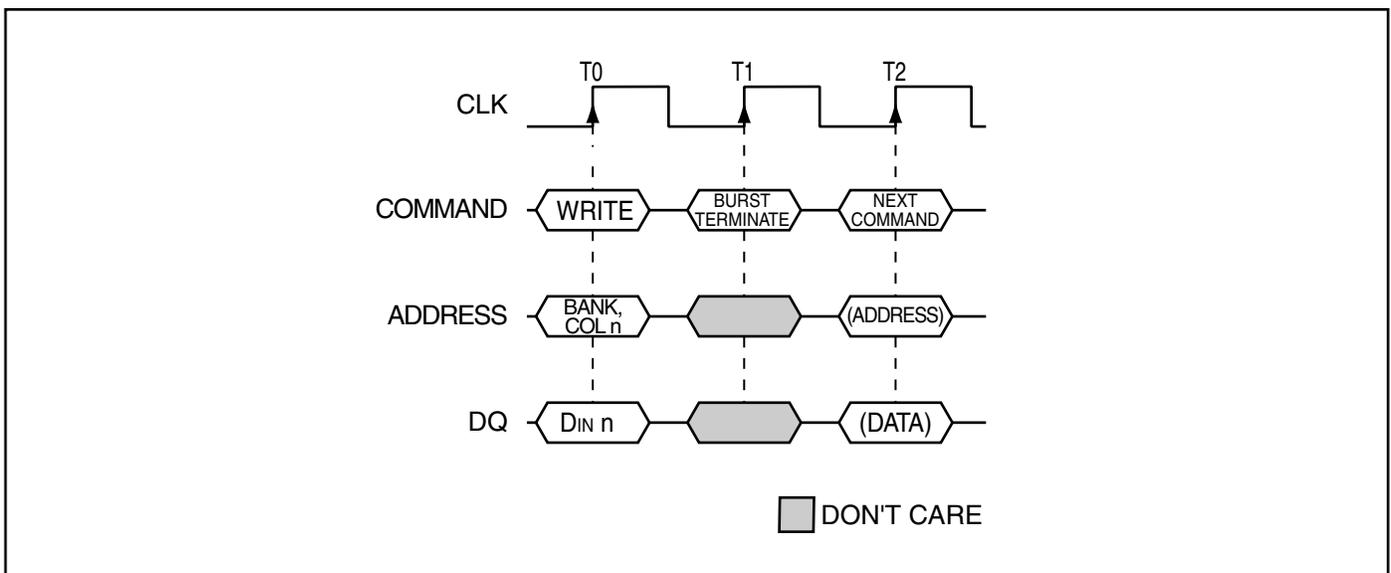 T0 T1 T2
CLK
COMMAND WRITE BURST TERMINATE NEXT COMMAND
ADDRESS BANK, COL n (ADDRESS)
DQ DIN n (DATA)
DON'T CARE